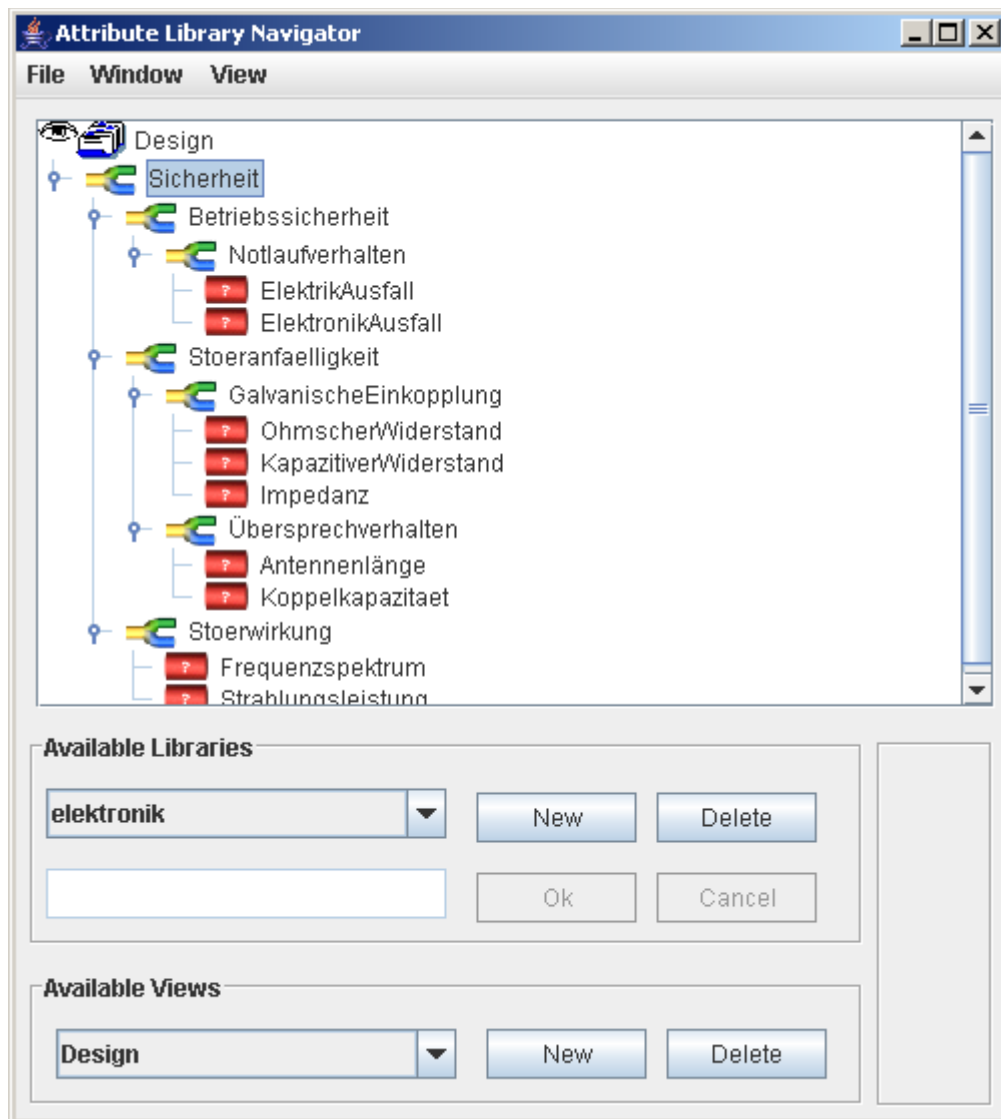 Attribute Library Navigator
File Window View
Design
Sicherheit
Betriebssicherheit
Notlaufverhalten
? ElektrikAusfall
? ElektronikAusfall
Stoeranfaelligkeit
GalvanischeEinkopplung
? OhmscherWiderstand
? KapazitiverWiderstand
? Impedanz
Übersprechverhalten
? Antennenlänge
? Koppelkapazitaet
Stoerwirkung
? Frequenzspektrum
? Strahlungsleistung
Available Libraries
elektronik New Delete
Ok Cancel
Available Views
Design New Delete